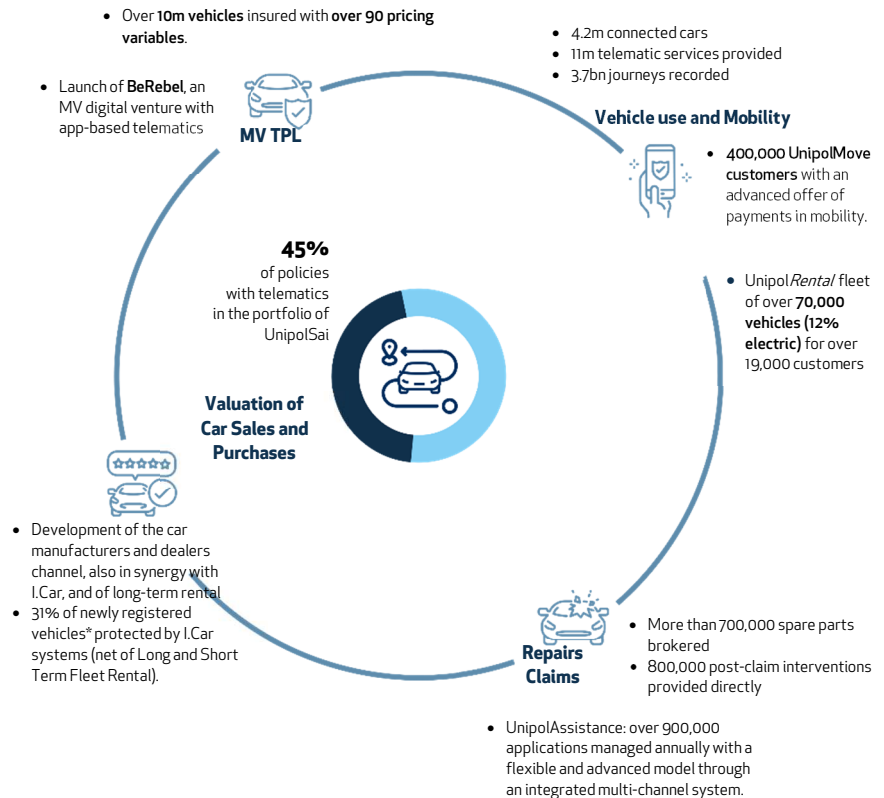 • Over 10m vehicles insured with over 90 pricing
variables.
• Launch of BeRebel, an
MV digital venture with
app-based telematics
MV TPL
• 4.2m connected cars
• 11m telematic services provided
• 3.7bn journeys recorded
Vehicle use and Mobility
• 400,000 UnipolMove
customers with an
advanced offer of
payments in mobility.
• UnipolRental fleet
of over 70,000
vehicles (12%
electric) for over
19,000 customers
45%
of policies
with telematics
in the portfolio of
UnipolSai
Valuation of
Car Sales and
Purchases
• Development of the car
manufacturers and dealers
channel, also in synergy with
I.Car, and of long-term rental
• 31% of newly registered
vehicles* protected by I.Car
systems (net of Long and Short
Term Fleet Rental).
Repairs
Claims
• More than 700,000 spare parts
brokered
• 800,000 post-claim interventions
provided directly
• UnipolAssistance: over 900,000
applications managed annually with a
flexible and advanced model through
an integrated multi-channel system.